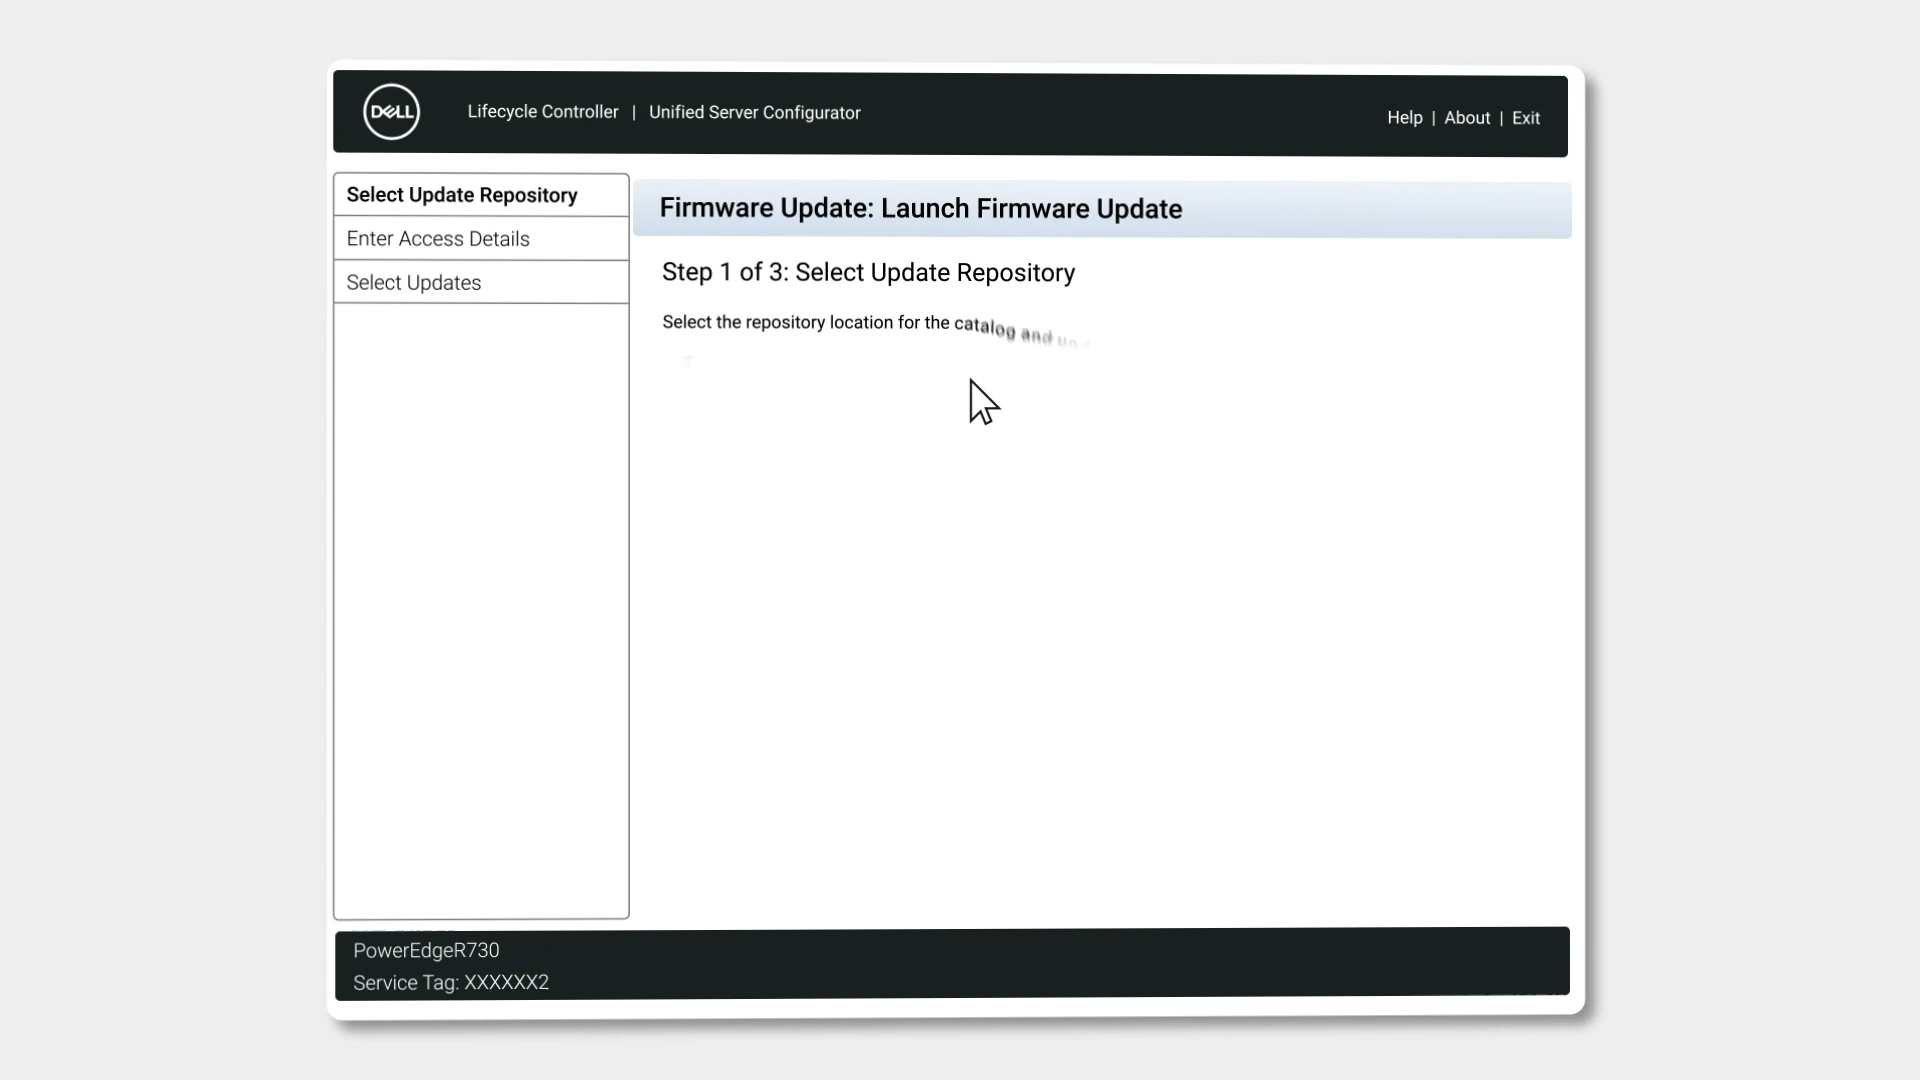 DELL
Lifecycle Controller | Unified Server Configurator
Help | About | Exit
Select Update Repository
Enter Access Details
Select Updates
Firmware Update: Launch Firmware Update
Step 1 of 3: Select Update Repository
Select the repository location for the catalog and
PowerEdgeR730
Service Tag: XXXXXX2